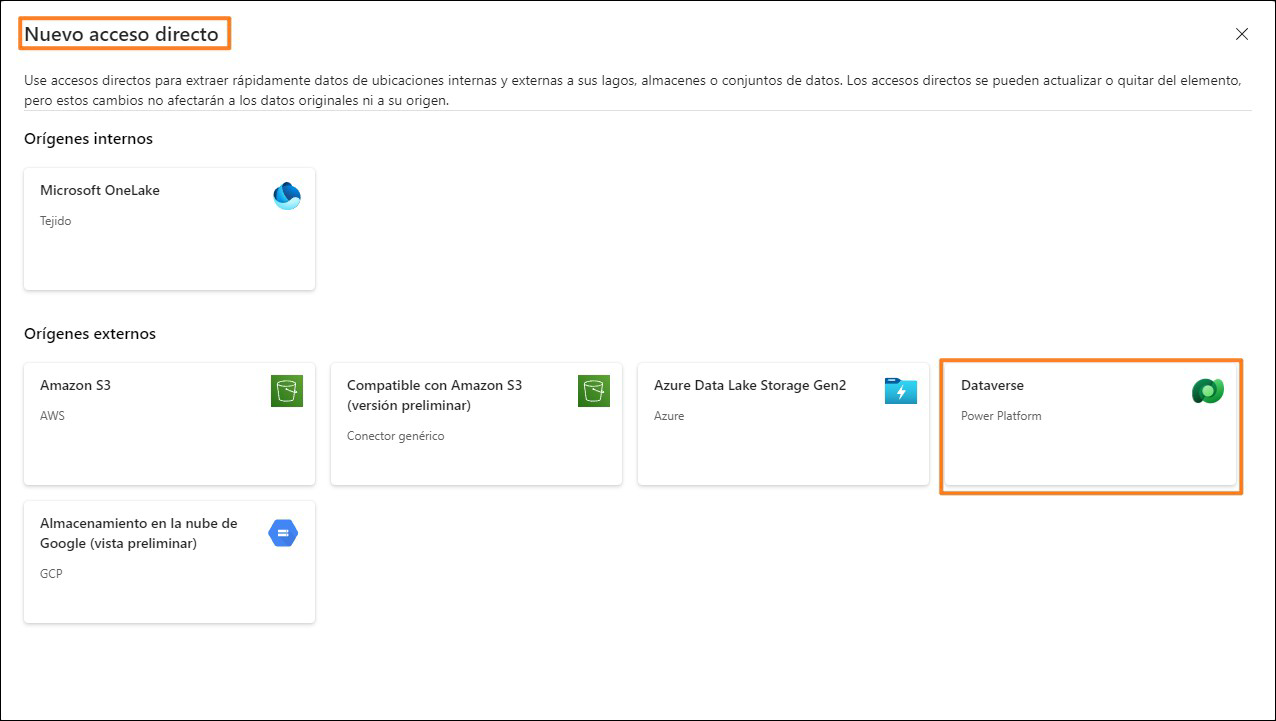 Nuevo acceso directo
Use accesos directos para extraer rápidamente datos de ubicaciones internas y externas a sus lagos, almacenes o conjuntos de datos. Los accesos directos se pueden actualizar o quitar del elemento,
pero estos cambios no afectarán a los datos originales ni a su origen.
Orígenes internos
Microsoft OneLake
Tejido
Orígenes externos
Amazon S3
AWS
Compatible con Amazon S3
(versión preliminar)
Conector genérico
Azure Data Lake Storage Gen2
Azure
Dataverse
Power Platform
Almacenamiento en la nube de
Google (vista preliminar)
GCP